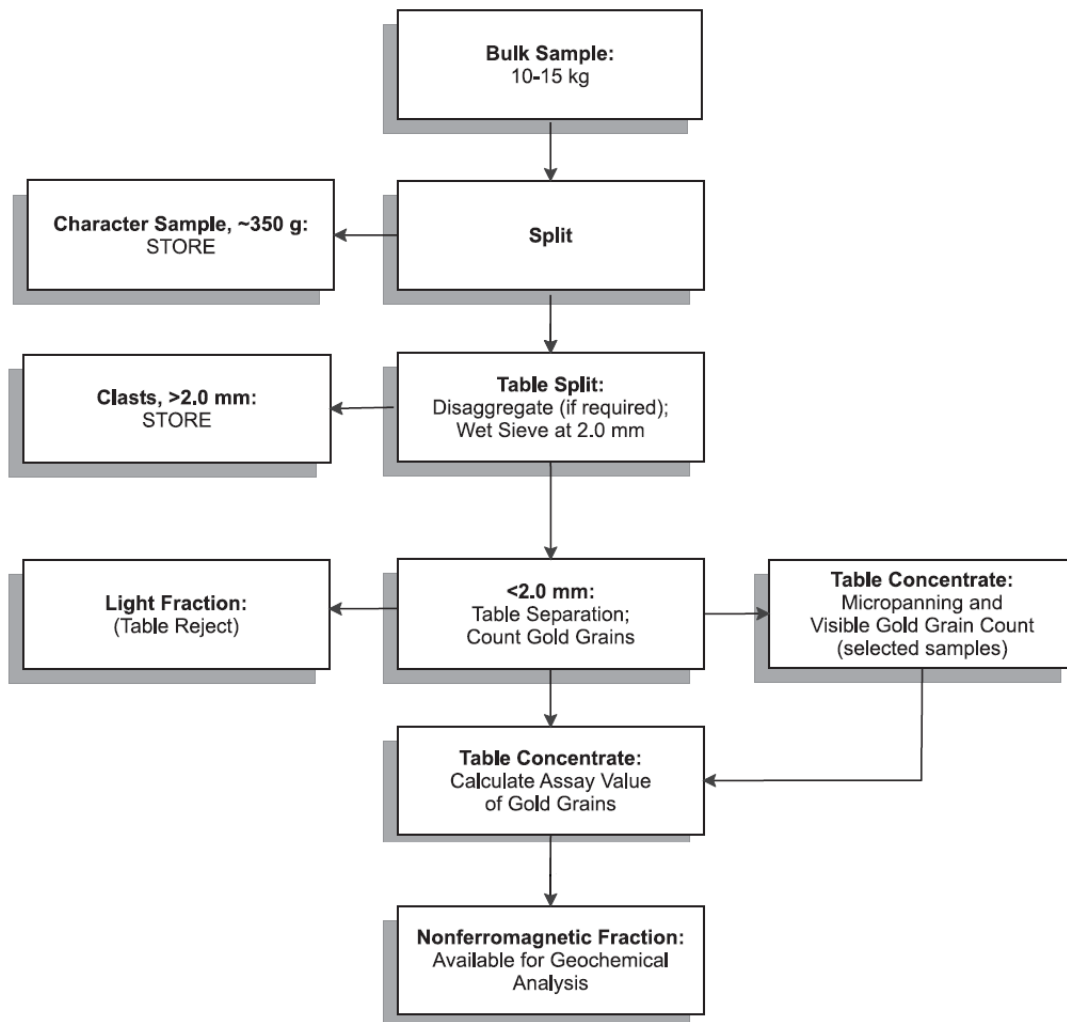 Bulk Sample:
10-15 kg
Character Sample, ~350 g:
STORE
Split
Clasts, >2.0 mm:
STORE
Table Split:
Disaggregate (if required);
Wet Sieve at 2.0 mm
Light Fraction:
(Table Reject)
<2.0 mm:
Table Separation;
Count Gold Grains
Table Concentrate:
Micropanning and
Visible Gold Grain Count
(selected samples)
Table Concentrate:
Calculate Assay Value
of Gold Grains
Nonferromagnetic Fraction:
Available for Geochemical
Analysis